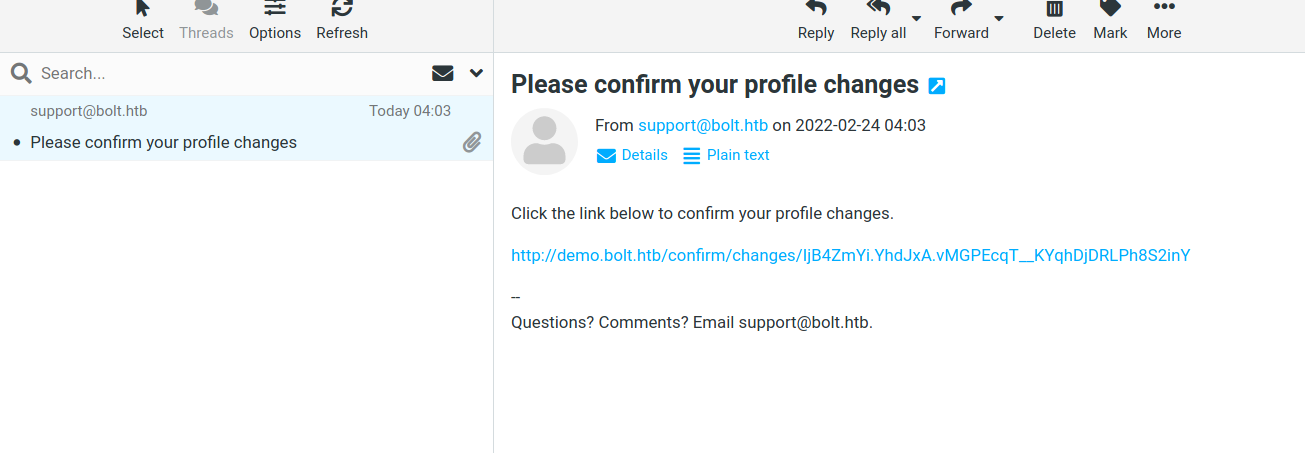 Select Threads Options Refresh
Reply Reply all Forward Delete Mark More
Search...
support@bolt.htb Today 04:03
• Please confirm your profile changes
Please confirm your profile changes
From support@bolt.htb on 2022-02-24 04:03
Details Plain text
Click the link below to confirm your profile changes.
http://demo.bolt.htb/confirm/changes/IjB4ZmYi.YhdJxA.vMGPEcqT__KYqhDjDRLPh8S2inY
--
Questions? Comments? Email support@bolt.htb.